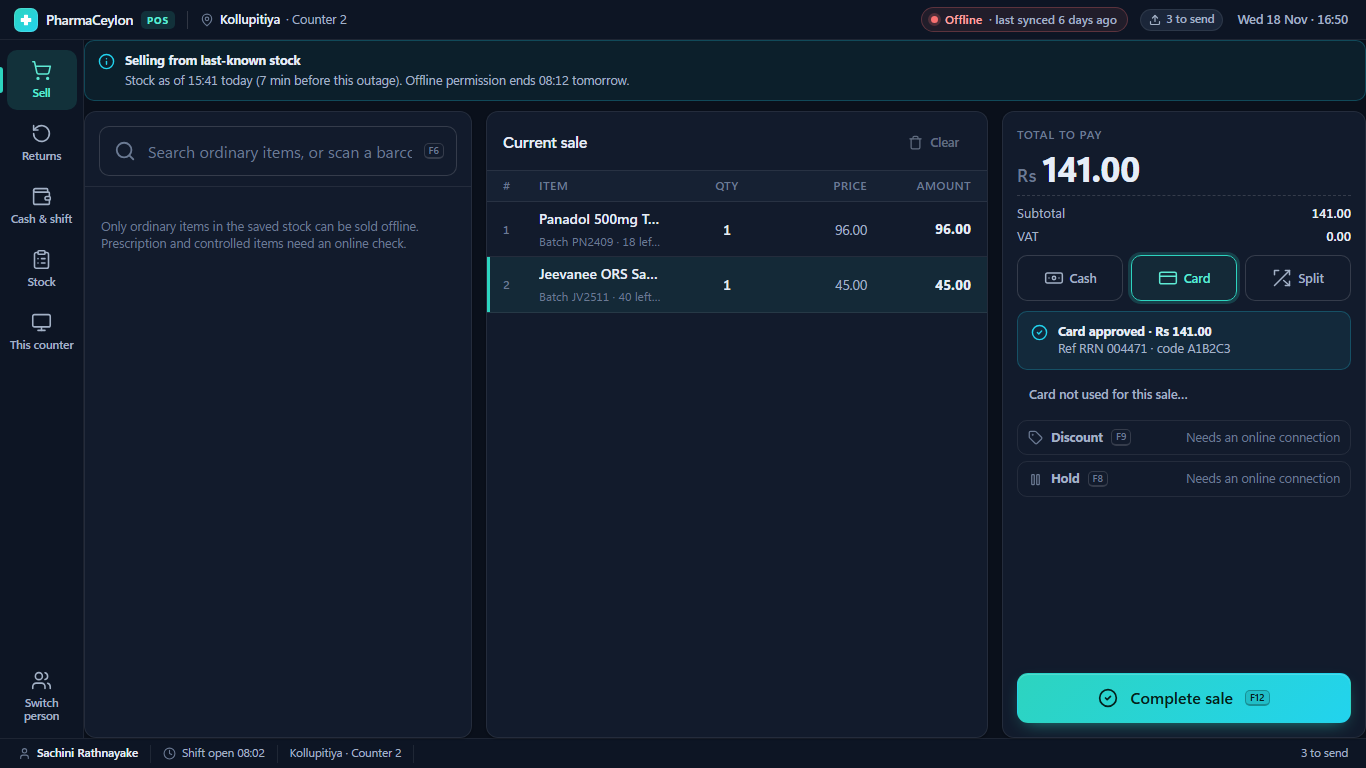 PharmaCeylon POS
Kollupitiya · Counter 2
Offline · last synced 6 days ago
3 to send
Wed 18 Nov · 16:50
Sell
Returns
Cash & shift
Stock
This counter
Switch
person
Selling from last-known stock
Stock as of 15:41 today (7 min before this outage). Offline permission ends 08:12 tomorrow.
Search ordinary items, or scan a barcc F6
Only ordinary items in the saved stock can be sold offline.
Prescription and controlled items need an online check.
Current sale
Clear
# ITEM QTY PRICE AMOUNT
1 Panadol 500mg T... 1 96.00 96.00
Batch PN2409 · 18 lef...
2 Jeevanee ORS Sa... 1 45.00 45.00
Batch JV2511 · 40 left...
TOTAL TO PAY
Rs 141.00
Subtotal 141.00
VAT 0.00
Cash
Card
Split
Card approved · Rs 141.00
Ref RRN 004471 · code A1B2C3
Card not used for this sale...
Discount F9 Needs an online connection
Hold F8 Needs an online connection
Complete sale F12
Sachini Rathnayake
Shift open 08:02
Kollupitiya · Counter 2
3 to send